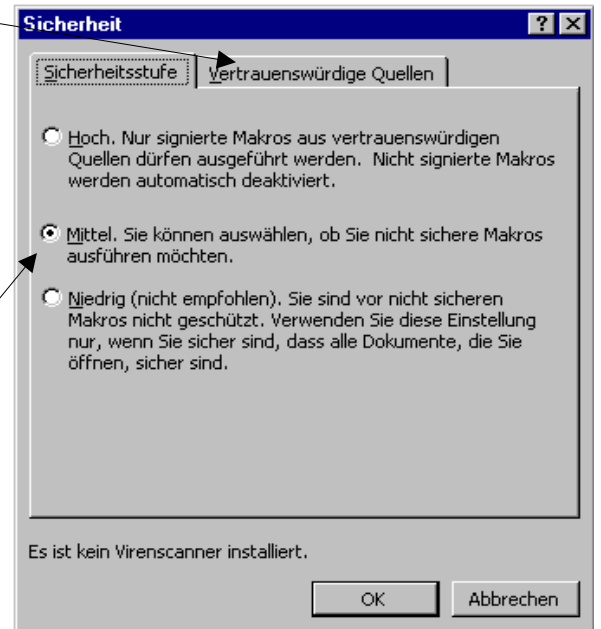 Sicherheit
Sicherheitsstufe Vertrauenswürdige Quellen
Hoch. Nur signierte Makros aus vertrauenswürdigen
Quellen dürfen ausgeführt werden. Nicht signierte Makros
werden automatisch deaktiviert.
Mittel. Sie können auswählen, ob Sie nicht sichere Makros
ausführen möchten.
Niedrig (nicht empfohlen). Sie sind vor nicht sicheren
Makros nicht geschützt. Verwenden Sie diese Einstellung
nur, wenn Sie sicher sind, dass alle Dokumente, die Sie
öffnen, sicher sind.
Es ist kein Virenscanner installiert.
OK Abbrechen